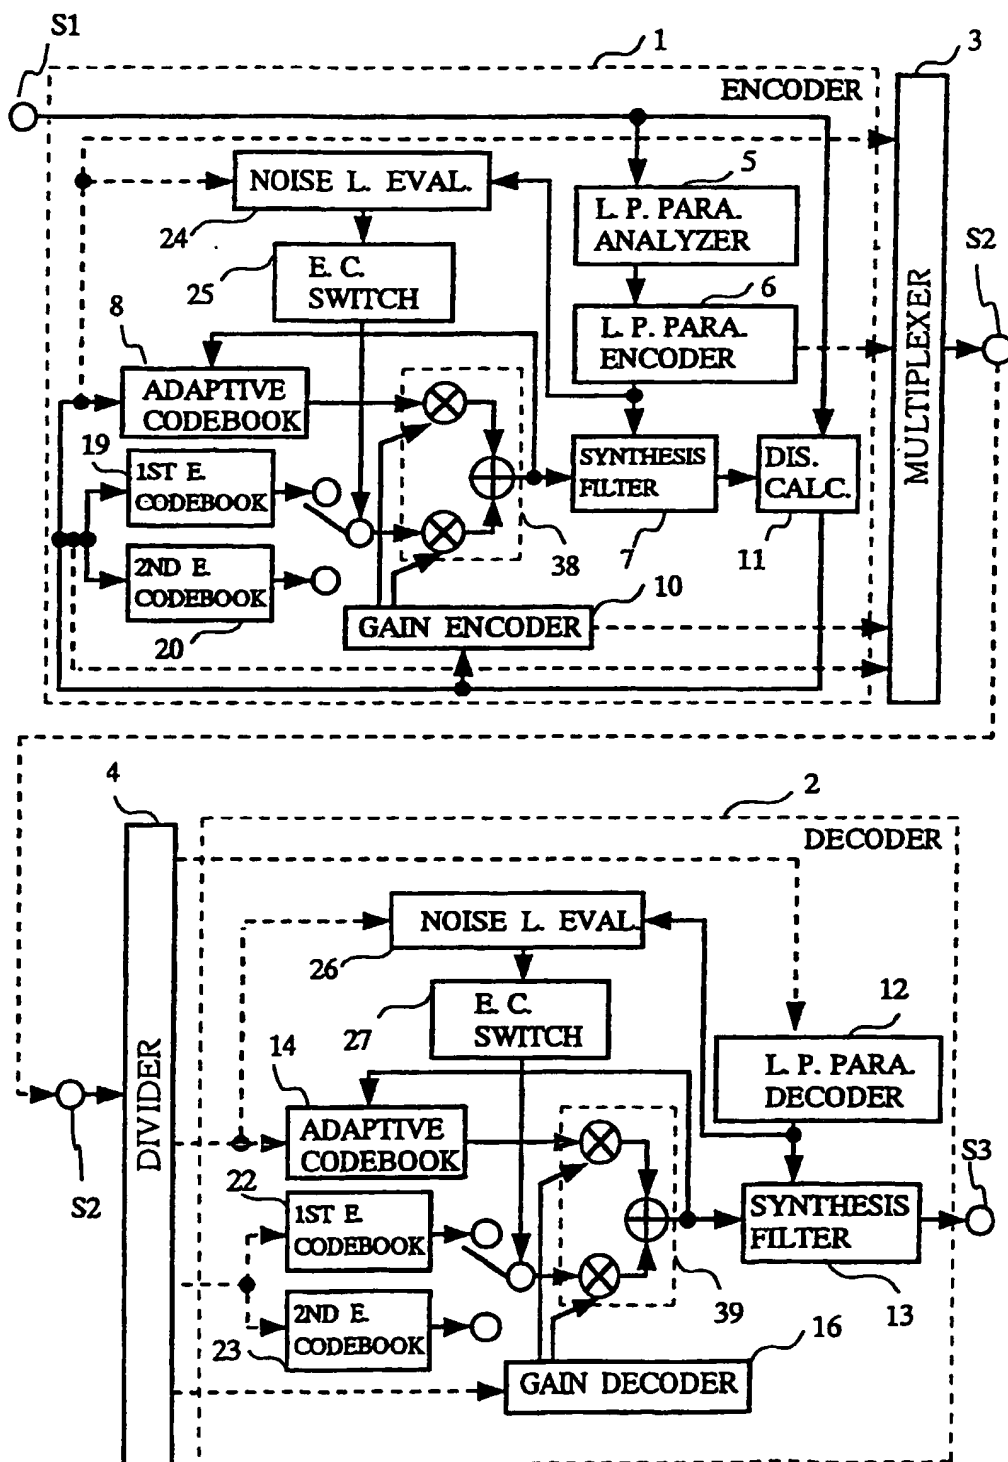 S1
1
3
ENCODER
NOISE L. EVAL.
24
5
L. P. PARA.
ANALYZER
S2
25
E. C.
SWITCH
6
L. P. PARA.
ENCODER
8
ADAPTIVE
CODEBOOK
MULTIPLEXER
19
1ST E.
CODEBOOK
SYNTHESIS
FILTER
DIS.
CALC.
38
7
11
2ND E.
CODEBOOK
20
10
GAIN ENCODER
4
2
DECODER
NOISE L. EVAL.
26
E. C.
SWITCH
27
12
L. P. PARA.
DECODER
14
ADAPTIVE
CODEBOOK
DIVIDER
S2
S3
22
1ST E.
CODEBOOK
SYNTHESIS
FILTER
39
13
2ND E.
CODEBOOK
23
16
GAIN DECODER